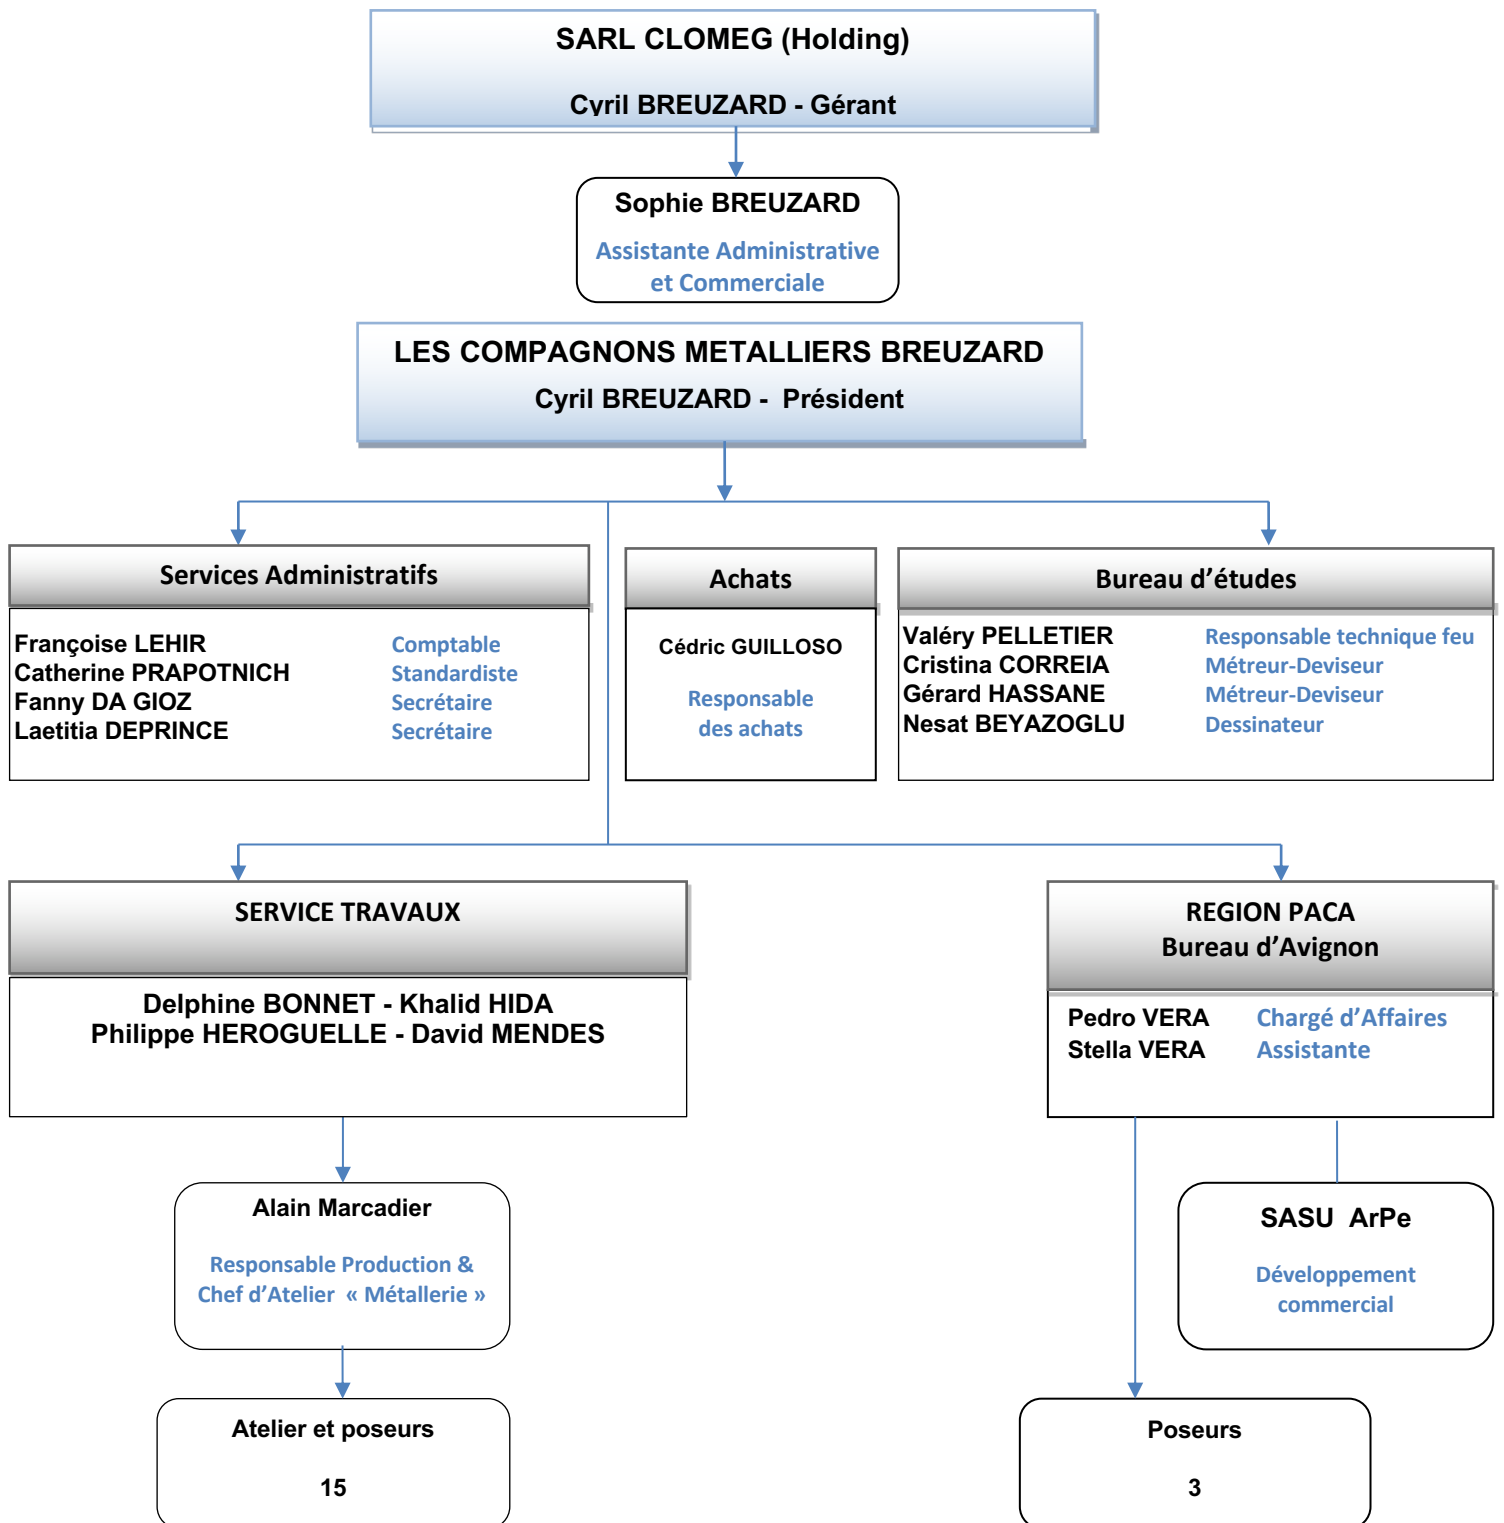 SARL CLOMEG (Holding)
Cyril BREUZARD - Gérant
Sophie BREUZARD
Assistante Administrative
et Commerciale
LES COMPAGNONS METALLIERS BREUZARD
Cyril BREUZARD - Président
Services Administratifs
Françoise LEHIR Comptable
Catherine PRAPOTNICH Standardiste
Fanny DA GIOZ Secrétaire
Laetitia DEPRINCE Secrétaire
Achats
Cédric GUILLOSO
Responsable
des achats
Bureau d’études
Valéry PELLETIER Responsable technique feu
Cristina CORREIA Métreur-Deviseur
Gérard HASSANE Métreur-Deviseur
Nesat BEYAZOGLU Dessinateur
SERVICE TRAVAUX
Delphine BONNET - Khalid HIDA
Philippe HEROGUELLE - David MENDES
REGION PACA
Bureau d’Avignon
Pedro VERA Chargé d’Affaires
Stella VERA Assistante
Alain Marcadier
Responsable Production &
Chef d’Atelier « Métallerie »
SASU ArPe
Développement
commercial
Atelier et poseurs
15
Poseurs
3